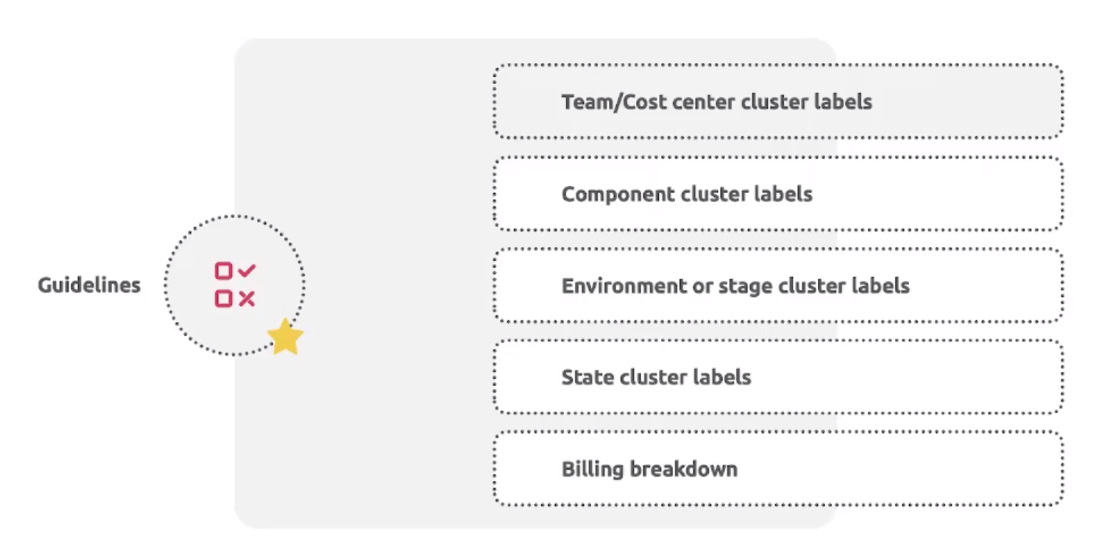 Team/Cost center cluster labels
Component cluster labels
Guidelines
Environment or stage cluster labels
State cluster labels
Billing breakdown